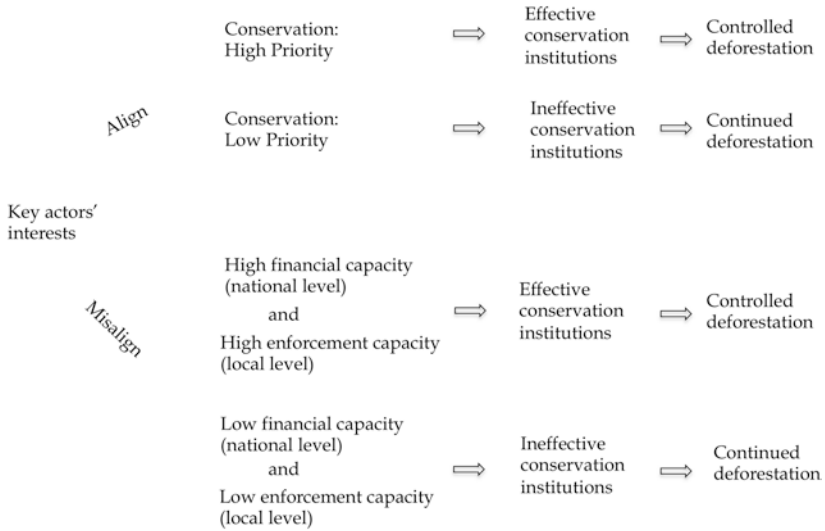 Conservation:
High Priority
Effective
conservation
institutions
Controlled
deforestation
Align
Conservation:
Low Priority
Ineffective
conservation
institutions
Continued
deforestation
Key actors'
interests
Misalign
High financial capacity
(national level)
and
High enforcement capacity
(local level)
Effective
conservation
institutions
Controlled
deforestation
Low financial capacity
(national level)
and
Low enforcement capacity
(local level)
Ineffective
conservation
institutions
Continued
deforestation